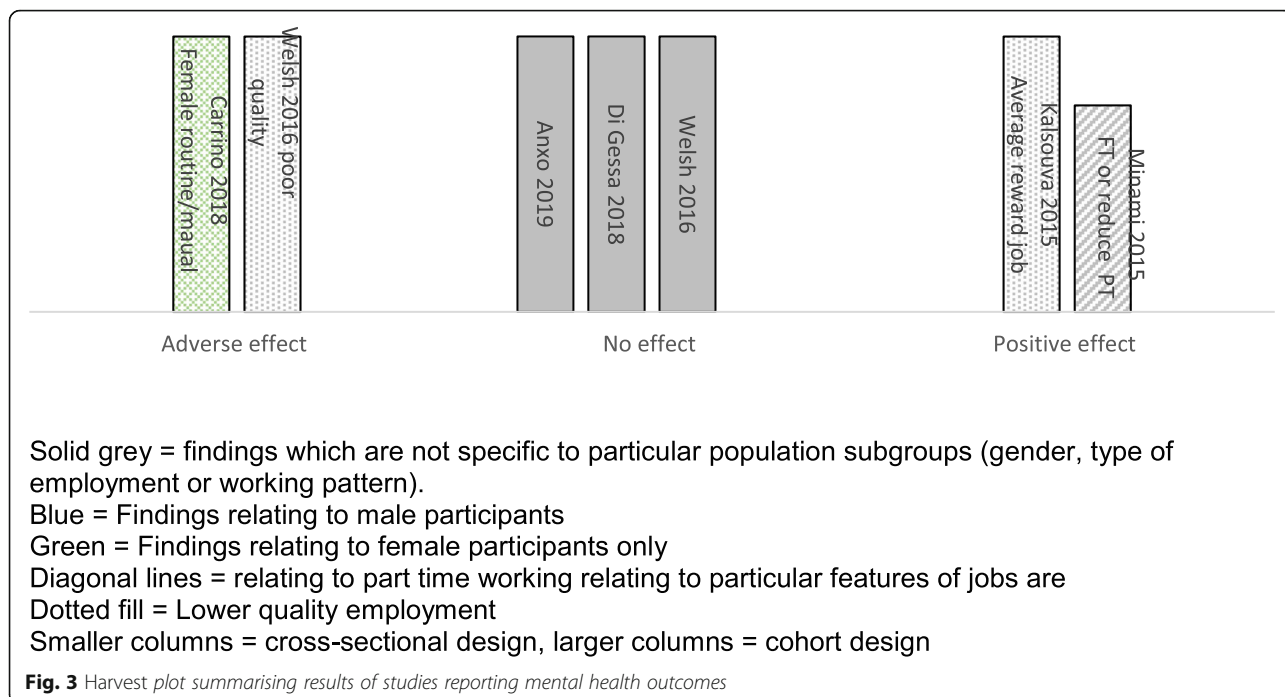 Carrino 2018
Female routine/maual
Welsh 2016 poor
quality
Anxo 2019
Di Gessa 2018
Welsh 2016
Kalsouva 2015
Average reward job
Minami 2015
FT or reduce PT
Adverse effect
No effect
Positive effect
Solid grey = findings which are not specific to particular population subgroups (gender, type of
employment or working pattern).
Blue = Findings relating to male participants
Green = Findings relating to female participants only
Diagonal lines = relating to part time working relating to particular features of jobs are
Dotted fill = Lower quality employment
Smaller columns = cross-sectional design, larger columns = cohort design
Fig. 3 Harvest plot summarising results of studies reporting mental health outcomes